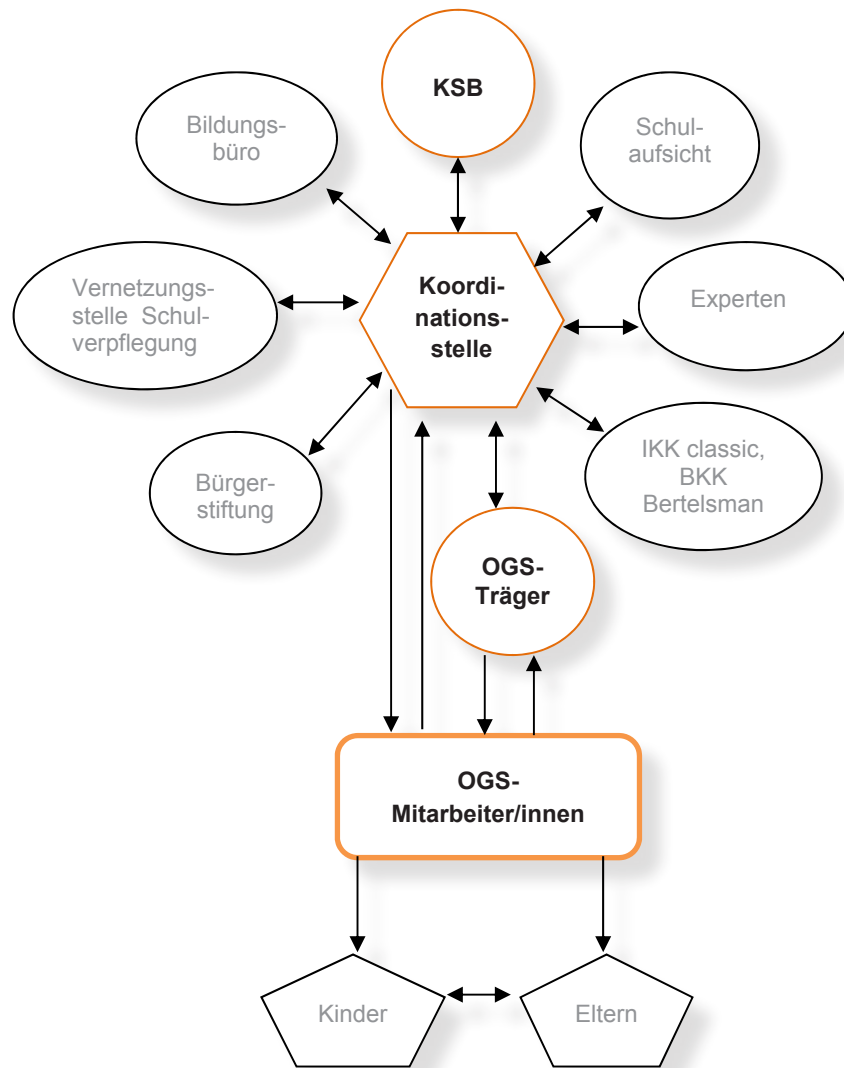 KSB
Bildungs-
büro
Schul-
aufsicht
Vernetzungs-
stelle Schul-
verpflegung
Koordi-
nations-
stelle
Experten
Bürger-
stiftung
IKK classic,
BKK
Bertelsman
OGS-
Träger
OGS-
Mitarbeiter/innen
Kinder
Eltern